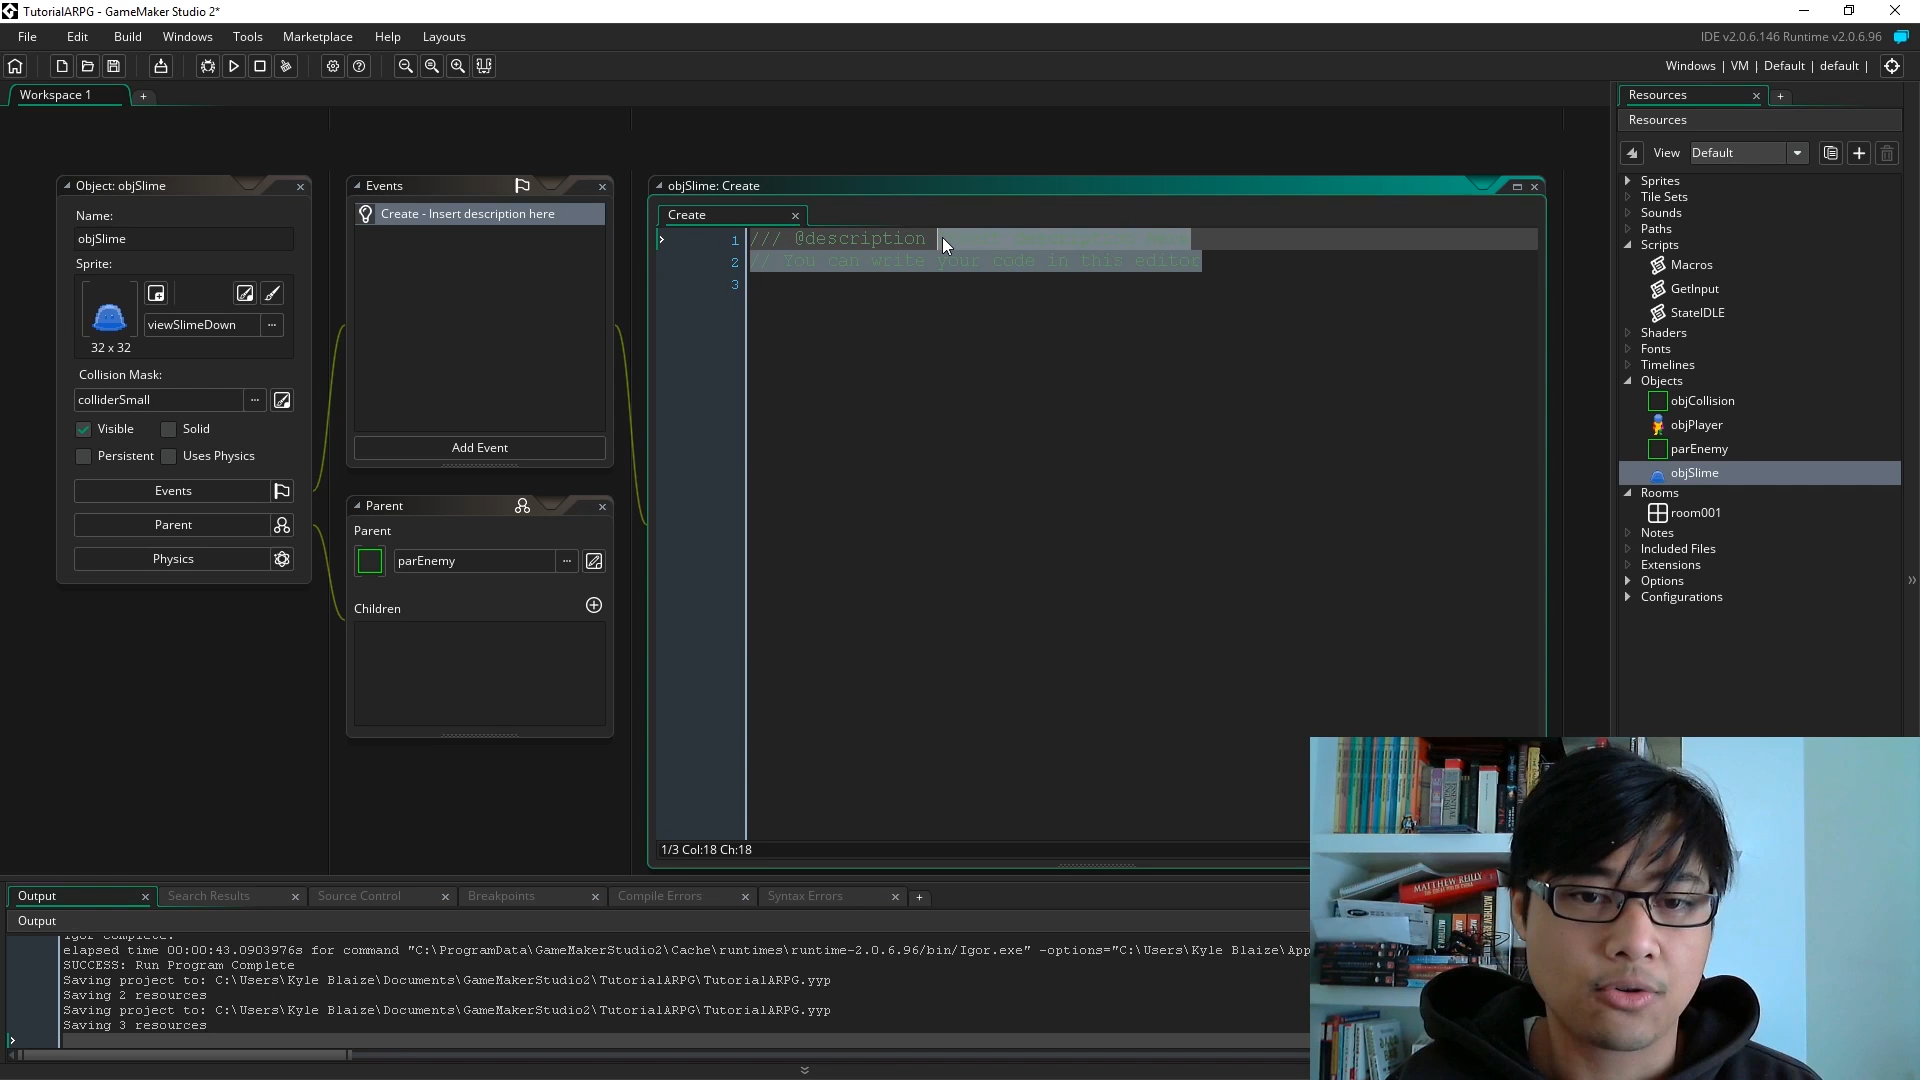 TutorialARPG - GameMaker Studio 2*
File Edit Build Windows Tools Marketplace Help Layouts
IDE v2.0.6.146 Runtime v2.0.6.96
Windows | VM | Default | default |
Workspace 1
Resources
Resources
View Default
Sprites
Tile Sets
Sounds
Paths
Scripts
Macros
GetInput
StateIDLE
Shaders
Fonts
Timelines
Objects
objCollision
objPlayer
parEnemy
objSlime
Rooms
room001
Notes
Included Files
Extensions
Options
Configurations
Object: objSlime
Name:
objSlime
Sprite:
viewSlimeDown
32 x 32
Collision Mask:
colliderSmall
Visible Solid
Persistent Uses Physics
Events
Parent
Physics
Events
Create - Insert description here
Add Event
Parent
Parent
parEnemy
Children
objSlime: Create
Create
1 /// @description
2 // You can write your code in this editor
3
1/3 Col:18 Ch:18
Output Search Results Source Control Breakpoints Compile Errors Syntax Errors
Output
Igor complete.
elapsed time 00:00:43.0903976s for command "C:\ProgramData\GameMakerStudio2\Cache\runtimes\runtime-2.0.6.96/bin/Igor.exe" -options="C:\Users\Kyle Blaize\App
SUCCESS: Run Program Complete
Saving project to: C:\Users\Kyle Blaize\Documents\GameMakerStudio2\TutorialARPG\TutorialARPG.yyp
Saving 2 resources
Saving project to: C:\Users\Kyle Blaize\Documents\GameMakerStudio2\TutorialARPG\TutorialARPG.yyp
Saving 3 resources
MATTHEW REILLY